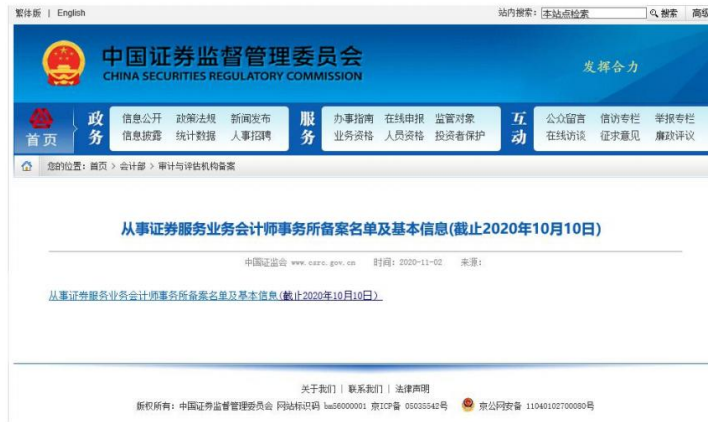 繁体版 | English 站内搜索: 本站点检索 搜索 高级
中国证券监督管理委员会
CHINA SECURITIES REGULATORY COMMISSION
发挥合力
首页
政务
信息公开 政策法规 新闻发布
信息披露 统计数据 人事招聘
服务
办事指南 在线申报 监管对象
业务资格 人员资格 投资者保护
互动
公众留言 信访专栏 举报专栏
在线访谈 征求意见 廉政评议
您的位置: 首页 > 会计部 > 审计与评估机构备案
从事证券服务业务会计师事务所备案名单及基本信息(截止2020年10月10日)
中国证监会 www.csrc.gov.cn 时间: 2020-11-02 来源:
从事证券服务业务会计师事务所备案名单及基本信息(截止2020年10月10日)
关于我们 | 联系我们 | 法律声明
版权所有: 中国证券监督管理委员会 网站标识码 bm56000001 京ICP备 05035542号 京公网安备 11040102700080号